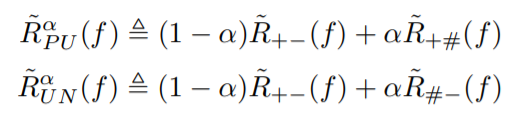 R̃^α_{PU}(f) ≜ (1 − α)R̃_{+−}(f) + αR̃_{+#}(f)
R̃^α_{UN}(f) ≜ (1 − α)R̃_{+−}(f) + αR̃_{#−}(f)